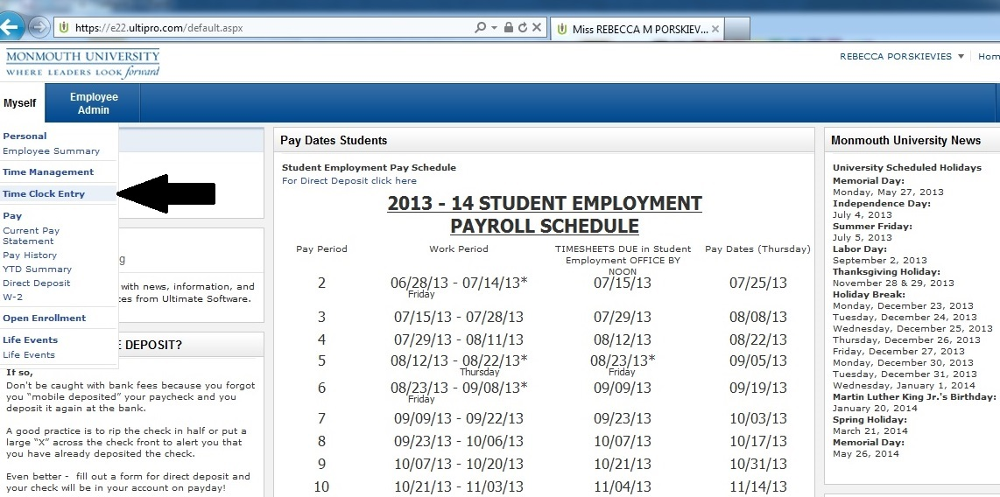 https://e22.ultipro.com/default.aspx
Miss REBECCA M PORSKIEV...
MONMOUTH UNIVERSITY
WHERE LEADERS LOOK forward
REBECCA PORSKIEVIES
Hom
Myself
Employee
Admin
Personal
Employee Summary
Time Management
Time Clock Entry
Pay
Current Pay
Statement
Pay History
YTD Summary
Direct Deposit
W-2
Open Enrollment
Life Events
Life Events
g
with news, information, and
ces from Ultimate Software.
E DEPOSIT?
If so,
Don't be caught with bank fees because you forgot
you “mobile deposited” your paycheck and you
deposit it again at the bank.
A good practice is to rip the check in half or put a
large “X” across the check front to alert you that
you have already deposited the check.
Even better - fill out a form for direct deposit and
your check will be in your account on payday!
Pay Dates Students
Student Employment Pay Schedule
For Direct Deposit click here
2013 - 14 STUDENT EMPLOYMENT
PAYROLL SCHEDULE
Pay Period Work Period TIMESHEETS DUE in Student Pay Dates (Thursday)
Employment OFFICE BY
NOON
2 06/28/13 - 07/14/13* 07/15/13 07/25/13
Friday
3 07/15/13 - 07/28/13 07/29/13 08/08/13
4 07/29/13 - 08/11/13 08/12/13 08/22/13
5 08/12/13 - 08/22/13* 08/23/13* 09/05/13
Thursday Friday
6 08/23/13 - 09/08/13* 09/09/13 09/19/13
Friday
7 09/09/13 - 09/22/13 09/23/13 10/03/13
8 09/23/13 - 10/06/13 10/07/13 10/17/13
9 10/07/13 - 10/20/13 10/21/13 10/31/13
10 10/21/13 - 11/03/13 11/04/13 11/14/13
Monmouth University News
University Scheduled Holidays
Memorial Day:
Monday, May 27, 2013
Independence Day:
July 4, 2013
Summer Friday:
July 5, 2013
Labor Day:
September 2, 2013
Thanksgiving Holiday:
November 28 & 29, 2013
Holiday Break:
Monday, December 23, 2013
Tuesday, December 24, 2013
Wednesday, December 25, 2013
Thursday, December 26, 2013
Friday, December 27, 2013
Monday, December 30, 2013
Tuesday, December 31, 2013
Wednesday, January 1, 2014
Martin Luther King Jr.'s Birthday:
January 20, 2014
Spring Holiday:
March 21, 2014
Memorial Day:
May 26, 2014